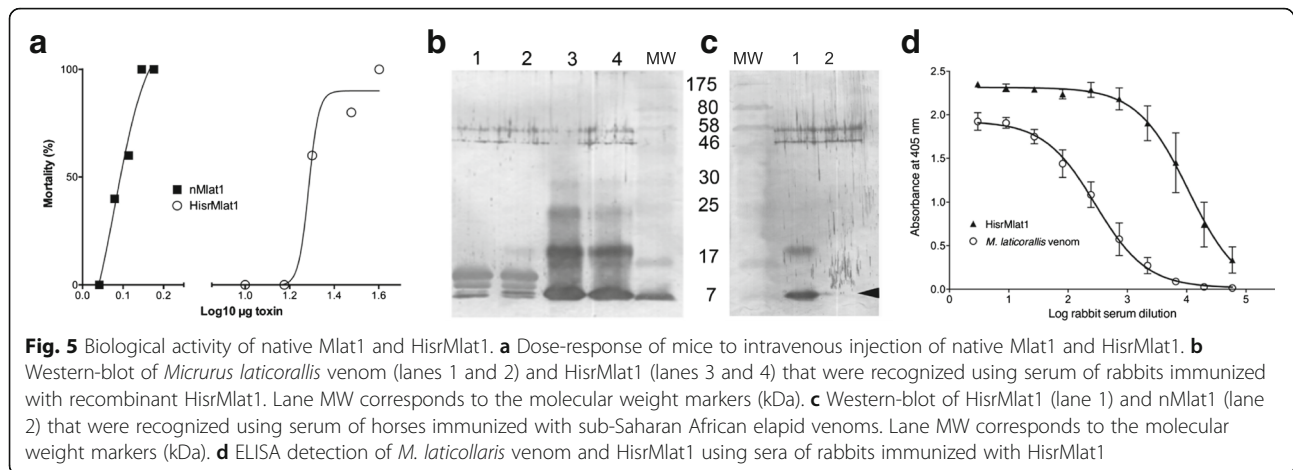 a
100
50
0
Mortality (%)
nMlat1
HisrMlat1
0.0 0.1 0.2 1.0 1.2 1.4 1.6
Log10 µg toxin
b
1 2 3 4 MW
175
80
58
46
30
25
17
7
c
MW 1 2
d
2.5
2.0
1.5
1.0
0.5
0.0
Absorbance at 405 nm
HisrMlat1
M. laticorallis venom
0 1 2 3 4 5
Log rabbit serum dilution
Fig. 5 Biological activity of native Mlat1 and HisrMlat1. a Dose-response of mice to intravenous injection of native Mlat1 and HisrMlat1. b
Western-blot of Micrurus laticorallis venom (lanes 1 and 2) and HisrMlat1 (lanes 3 and 4) that were recognized using serum of rabbits immunized
with recombinant HisrMlat1. Lane MW corresponds to the molecular weight markers (kDa). c Western-blot of HisrMlat1 (lane 1) and nMlat1 (lane
2) that were recognized using serum of horses immunized with sub-Saharan African elapid venoms. Lane MW corresponds to the molecular
weight markers (kDa). d ELISA detection of M. laticollaris venom and HisrMlat1 using sera of rabbits immunized with HisrMlat1